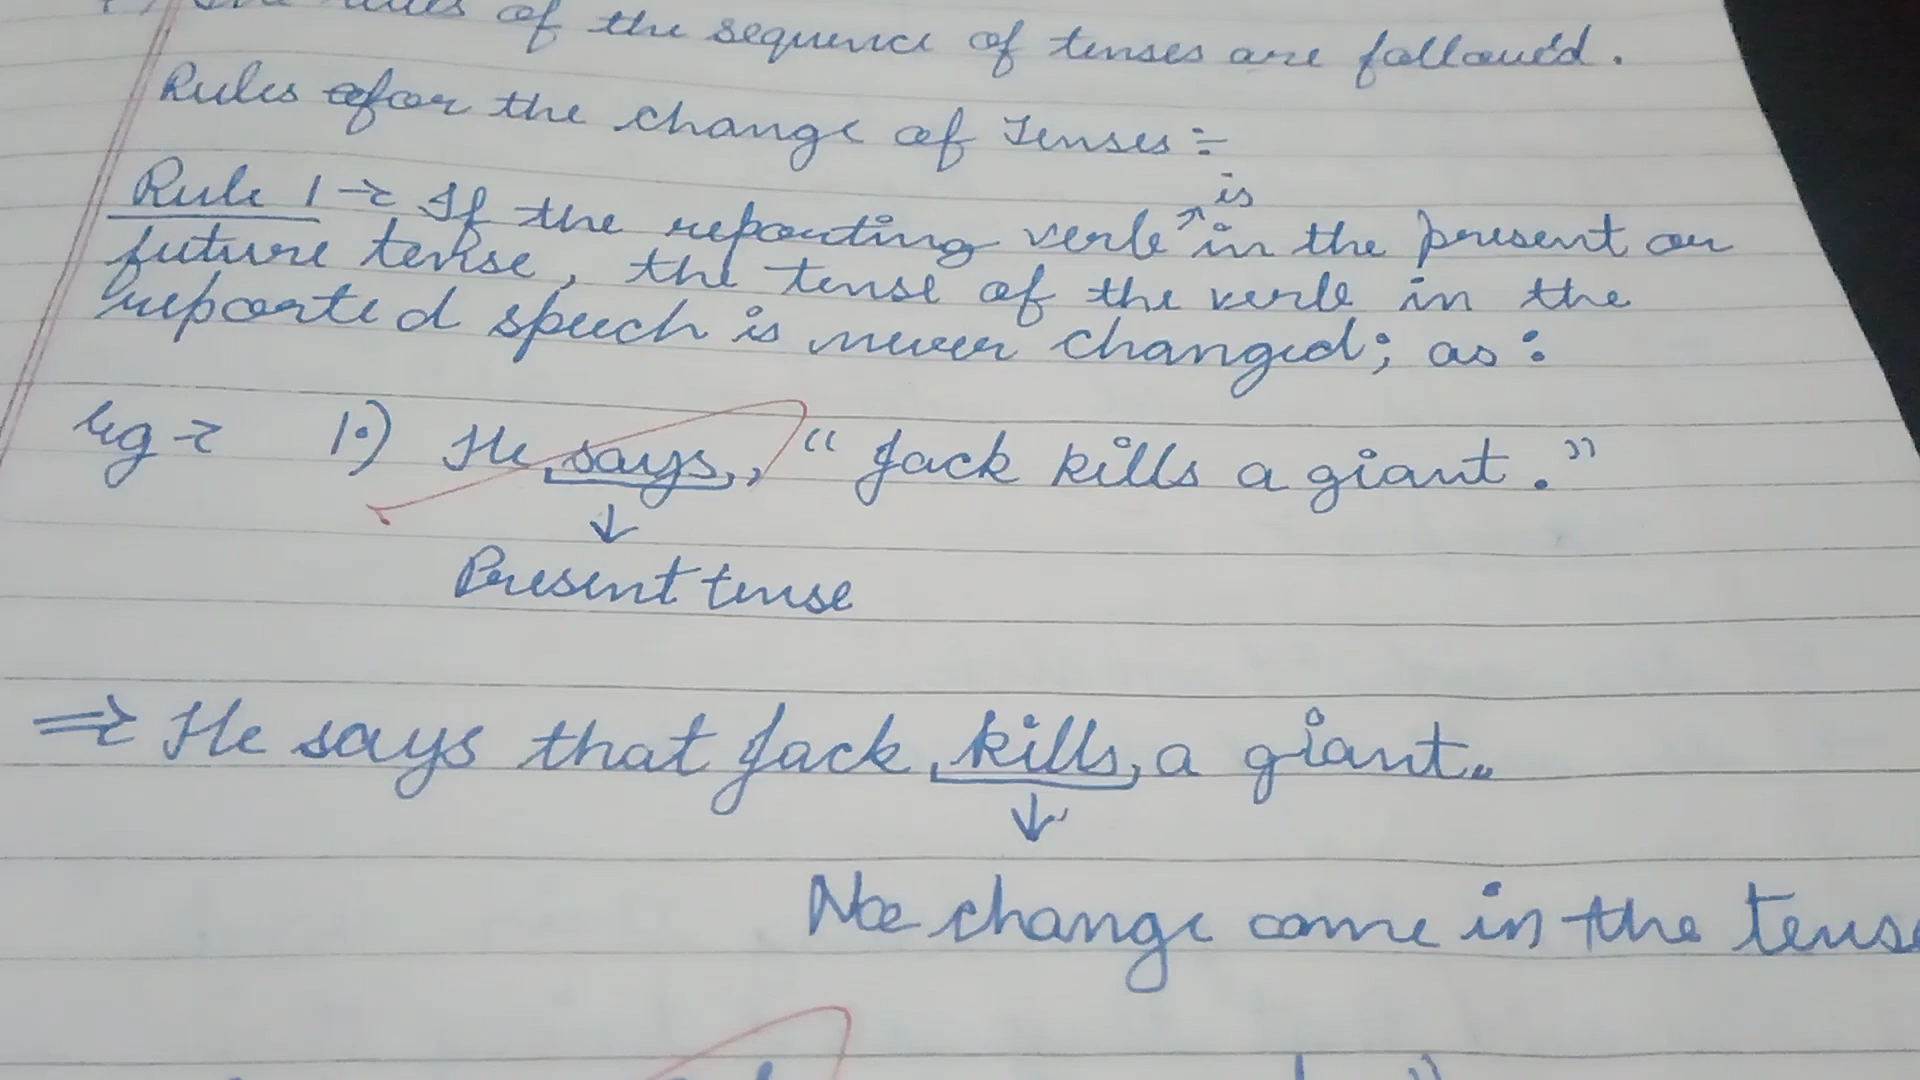 of the sequence of tenses are followed.
Rules for the change of Tenses :-
is
Rule 1 → If the reporting verb in the present or
future tense, the tense of the verb in the
reported speech is never changed; as :
eg → 1.) He says, "Jack kills a giant."
↓
Present tense
⇒ He says that Jack kills, a giant.
↓
No change come in the tense